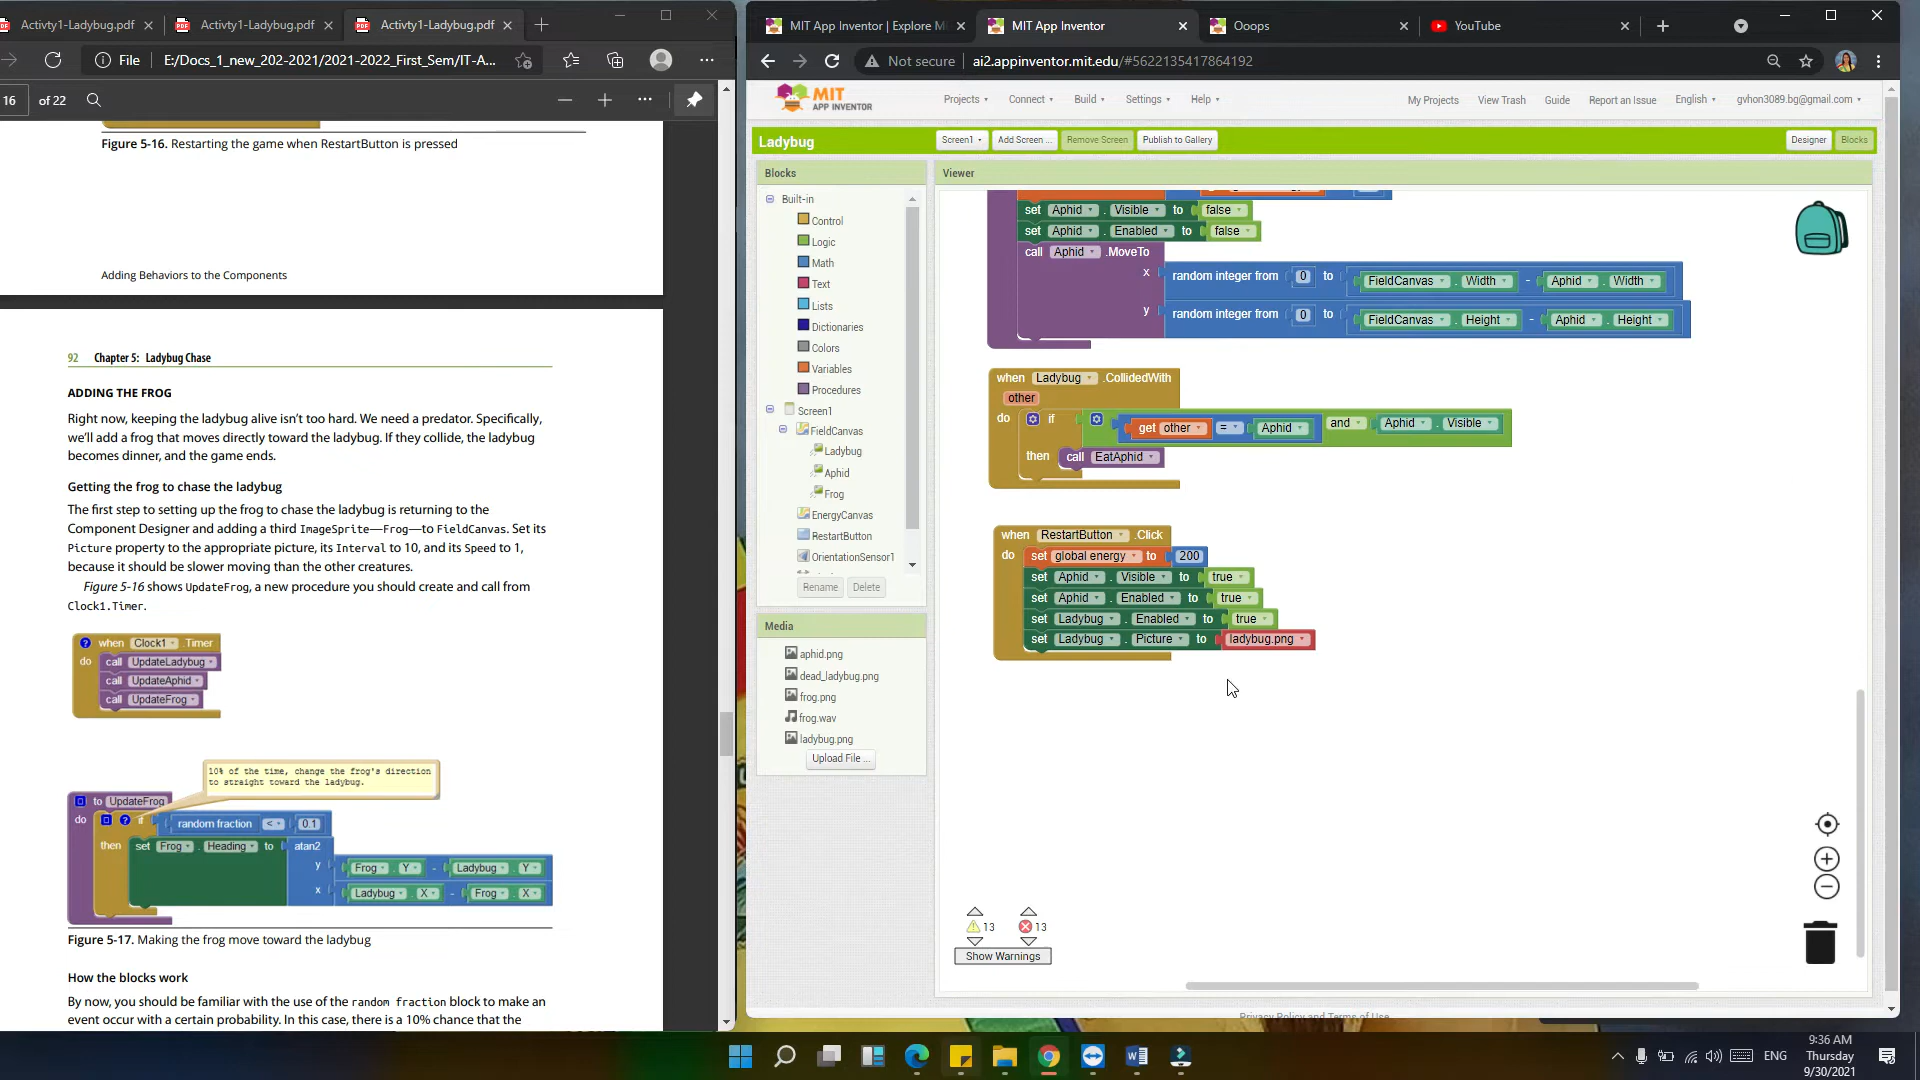 Activty1-Ladybug.pdf
Activty1-Ladybug.pdf
Activty1-Ladybug.pdf
File
E:/Docs_1_new_202-2021/2021-2022_First_Sem/IT-A...
16
of 22
Figure 5-16. Restarting the game when RestartButton is pressed
Adding Behaviors to the Components
92 Chapter 5: Ladybug Chase
ADDING THE FROG
Right now, keeping the ladybug alive isn't too hard. We need a predator. Specifically,
we'll add a frog that moves directly toward the ladybug. If they collide, the ladybug
becomes dinner, and the game ends.
Getting the frog to chase the ladybug
The first step to setting up the frog to chase the ladybug is returning to the
Component Designer and adding a third ImageSprite—Frog—to FieldCanvas. Set its
Picture property to the appropriate picture, its Interval to 10, and its Speed to 1,
because it should be slower moving than the other creatures.
Figure 5-16 shows UpdateFrog, a new procedure you should create and call from
Clock1.Timer.
when Clock1 .Timer
do call UpdateLadybug
call UpdateAphid
call UpdateFrog
10% of the time, change the frog's direction
to straight toward the ladybug.
to UpdateFrog
do if random fraction < 0.1
then set Frog . Heading to atan2
y Frog . Y - Ladybug . Y
x Ladybug . X - Frog . X
Figure 5-17. Making the frog move toward the ladybug
How the blocks work
By now, you should be familiar with the use of the random fraction block to make an
event occur with a certain probability. In this case, there is a 10% chance that the
MIT App Inventor | Explore M
MIT App Inventor
Ooops
YouTube
Not secure
ai2.appinventor.mit.edu/#5622135417864192
MIT
APP INVENTOR
Projects
Connect
Build
Settings
Help
My Projects
View Trash
Guide
Report an Issue
English
gvhon3089.bg@gmail.com
Ladybug
Screen1
Add Screen ...
Remove Screen
Publish to Gallery
Designer
Blocks
Blocks
Built-in
Control
Logic
Math
Text
Lists
Dictionaries
Colors
Variables
Procedures
Screen1
FieldCanvas
Ladybug
Aphid
Frog
EnergyCanvas
RestartButton
OrientationSensor1
Rename
Delete
Media
aphid.png
dead_ladybug.png
frog.png
frog.wav
ladybug.png
Upload File ...
Viewer
set Aphid . Visible to false
set Aphid . Enabled to false
call Aphid .MoveTo
x random integer from 0 to FieldCanvas . Width - Aphid . Width
y random integer from 0 to FieldCanvas . Height - Aphid . Height
when Ladybug .CollidedWith
other
do if get other = Aphid and Aphid . Visible
then call EatAphid
when RestartButton .Click
do set global energy to 200
set Aphid . Visible to true
set Aphid . Enabled to true
set Ladybug . Enabled to true
set Ladybug . Picture to ladybug.png
13
13
Show Warnings
Privacy Policy and Terms of Use
ENG
9:36 AM
Thursday
9/30/2021